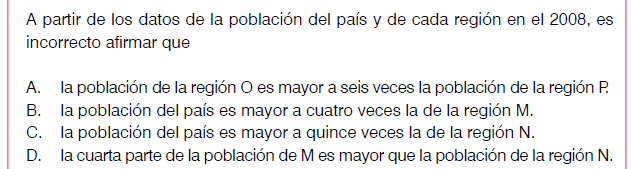 A partir de los datos de la población del país y de cada región en el 2008, es
incorrecto afirmar que
A. la población de la región O es mayor a seis veces la población de la región P.
B. la población del país es mayor a cuatro veces la de región M.
C. la población del país es mayor a quince veces la de región N.
D. la cuarta parte de la población de M es mayor que la población de la región N.